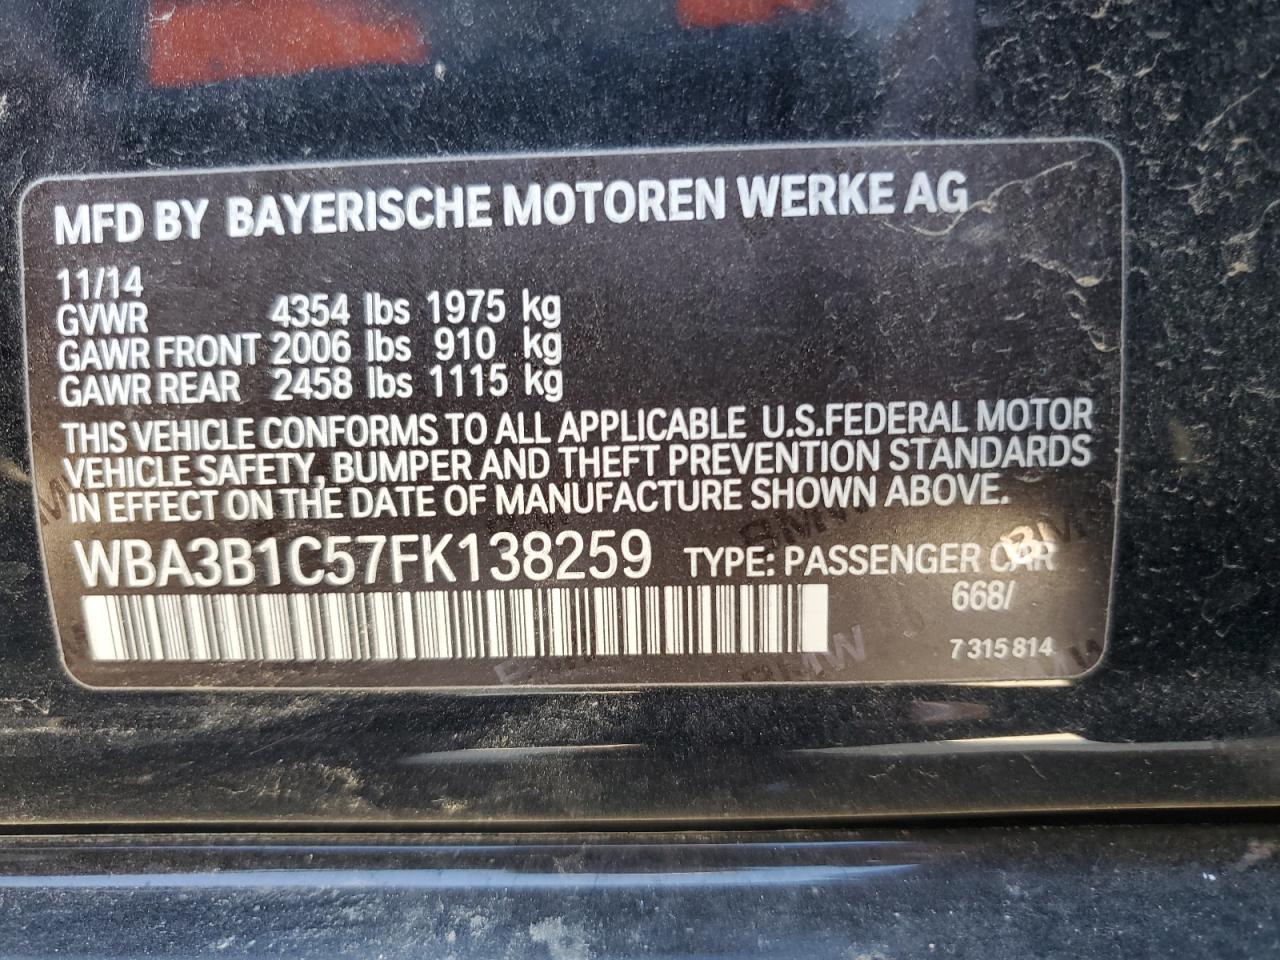 MFD BY BAYERISCHE MOTOREN WERKE AG
11/14
GVWR 4354 lbs 1975 kg
GAWR FRONT 2006 lbs 910 kg
GAWR REAR 2458 lbs 1115 kg
THIS VEHICLE CONFORMS TO ALL APPLICABLE U.S.FEDERAL MOTOR
VEHICLE SAFETY, BUMPER AND THEFT PREVENTION STANDARDS
IN EFFECT ON THE DATE OF MANUFACTURE SHOWN ABOVE.
WBA3B1C57FK138259 TYPE: PASSENGER CAR
668/
7 315 814
BMW
BMW